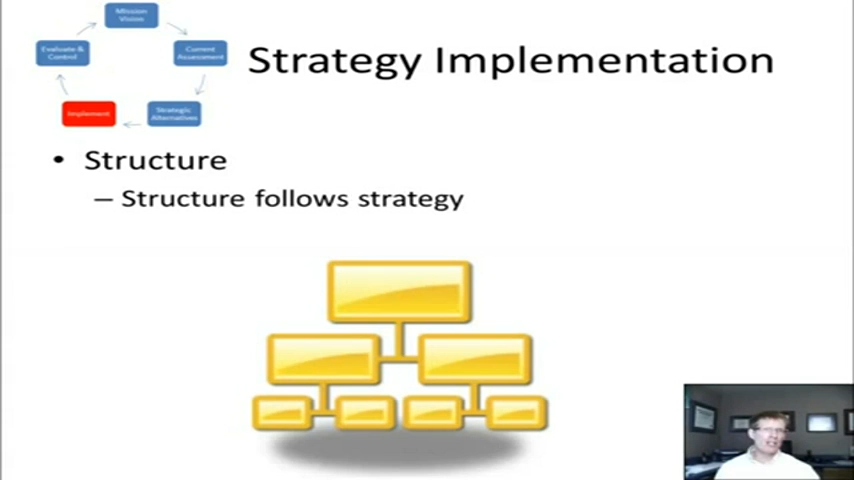 Mission
Vision
Evaluate &
Control
Current
Assessment
Strategy Implementation
Implement
Strategic
Alternatives
• Structure
– Structure follows strategy